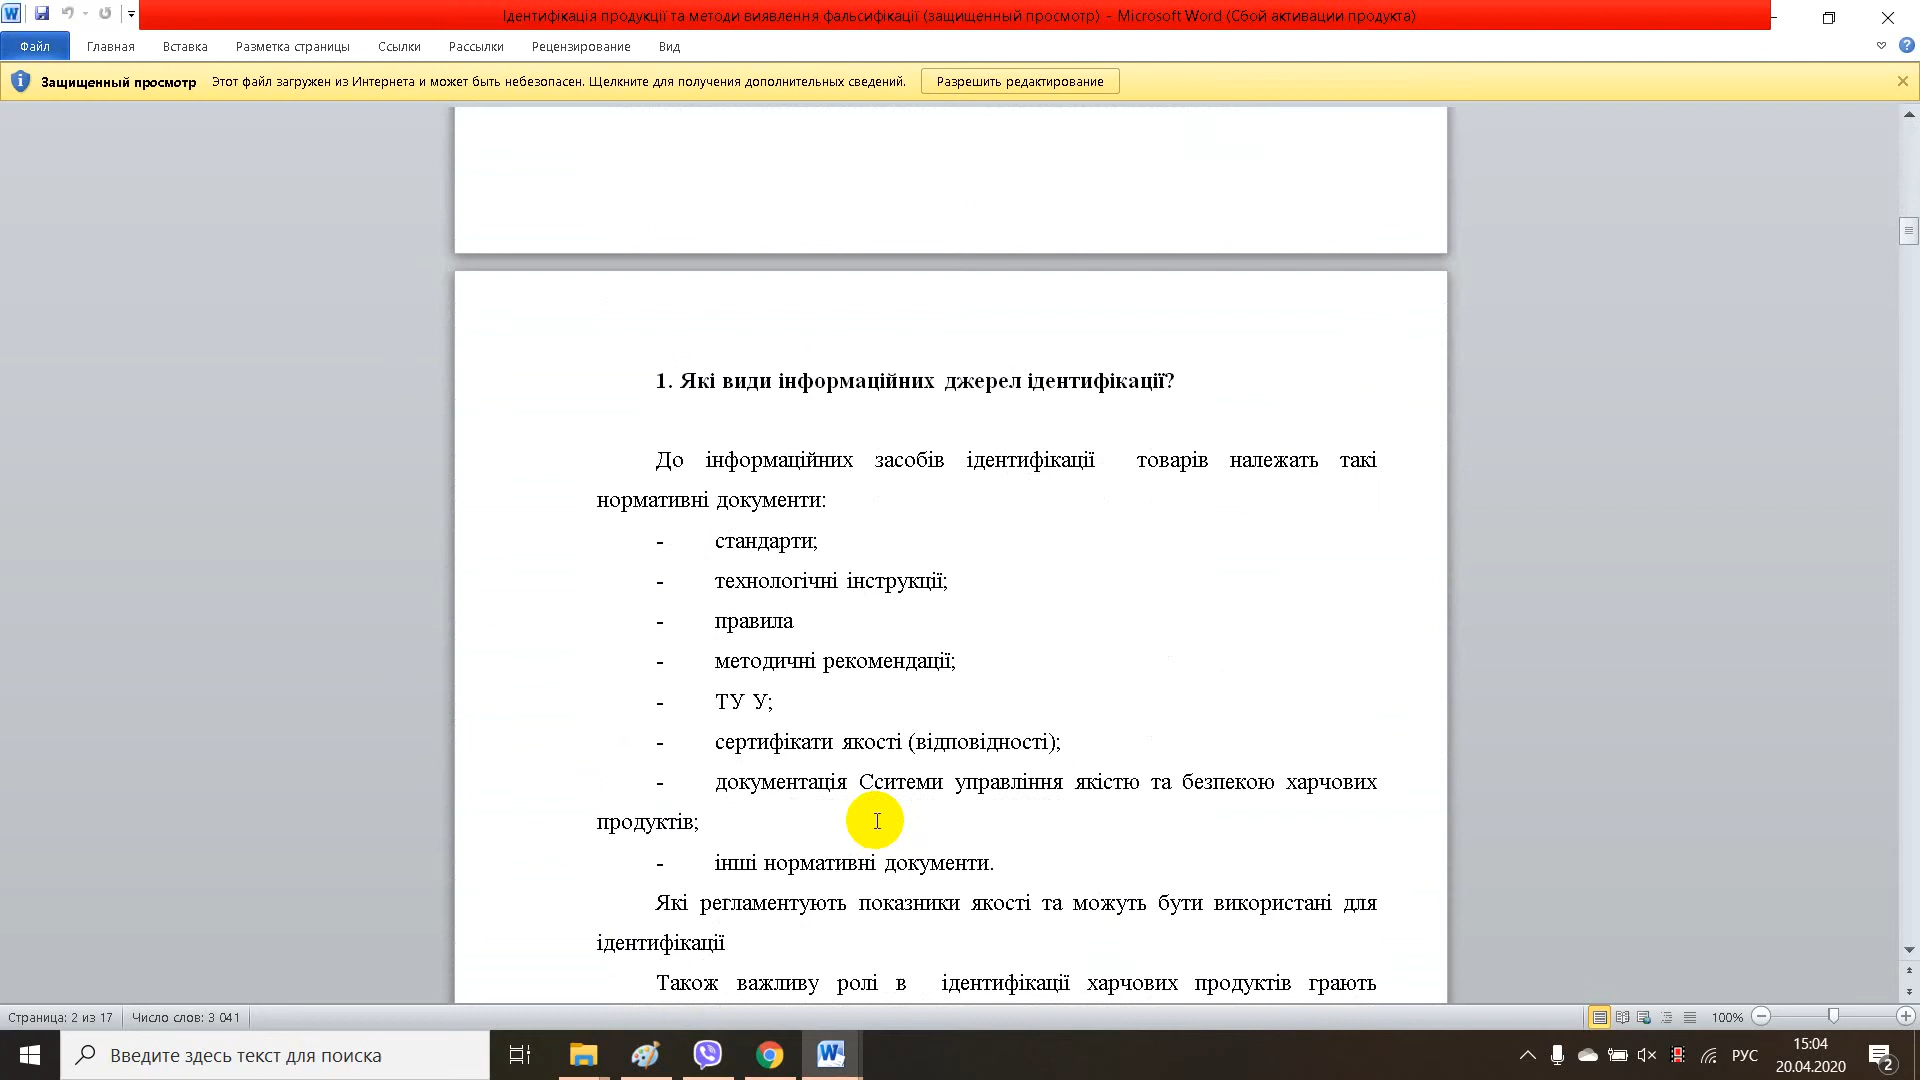 Ідентифікація продукції та методи виявлення фальсифікації (защищенный просмотр) - Microsoft Word (Сбой активации продукта)
Файл Главная Вставка Разметка страницы Ссылки Рассылки Рецензирование Вид
Защищенный просмотр Этот файл загружен из Интернета и может быть небезопасен. Щелкните для получения дополнительных сведений. Разрешить редактирование
1. Які види інформаційних джерел ідентифікації?
До інформаційних засобів ідентифікації товарів належать такі
нормативні документи:
- стандарти;
- технологічні інструкції;
- правила
- методичні рекомендації;
- ТУ У;
- сертифікати якості (відповідності);
- документація Сситеми управління якістю та безпекою харчових
продуктів;
- інші нормативні документи.
Які регламентують показники якості та можуть бути використані для
ідентифікації
Також важливу ролі в ідентифікації харчових продуктів грають
Страница: 2 из 17 Число слов: 3 041 100%
Введите здесь текст для поиска
РУС
15:04
20.04.2020
2